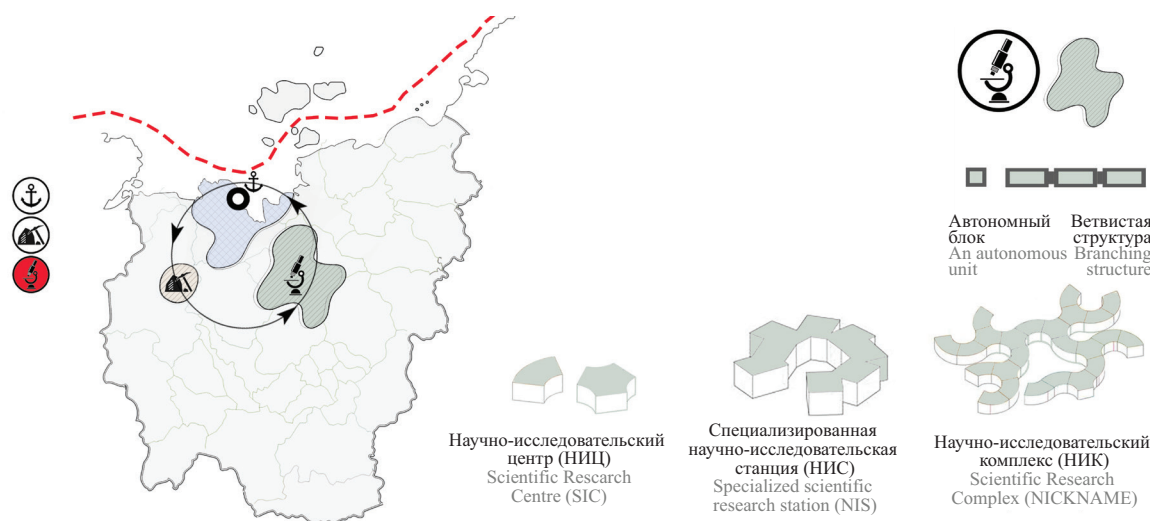 Автономный
блок
An autonomous
unit
Ветвистая
структура
Branching
structure
Научно-исследовательский
центр (НИЦ)
Scientific Rescarch
Centre (SIC)
Специализированная
научно-исследовательская
станция (НИС)
Specialized scientific
research station (NIS)
Научно-исследовательский
комплекс (НИК)
Scientific Research
Complex (NICKNAME)